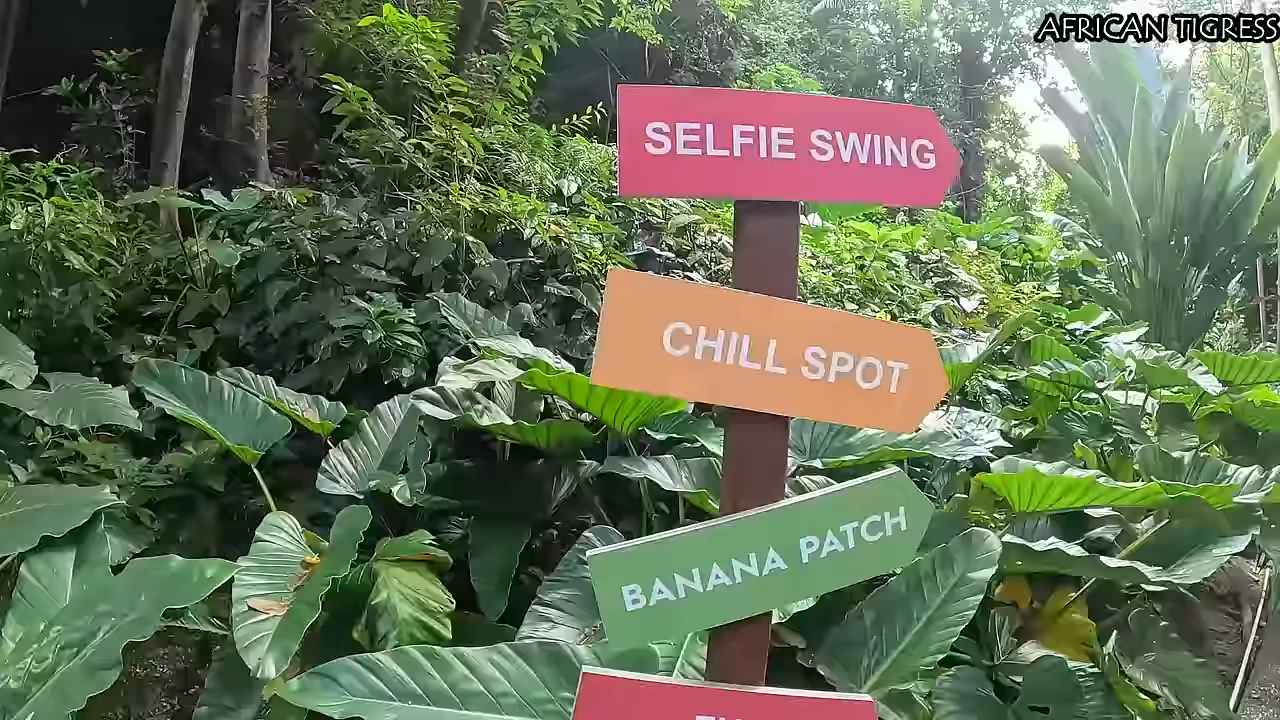 AFRICAN TIGRESS
SELFIE SWING
CHILL SPOT
BANANA PATCH